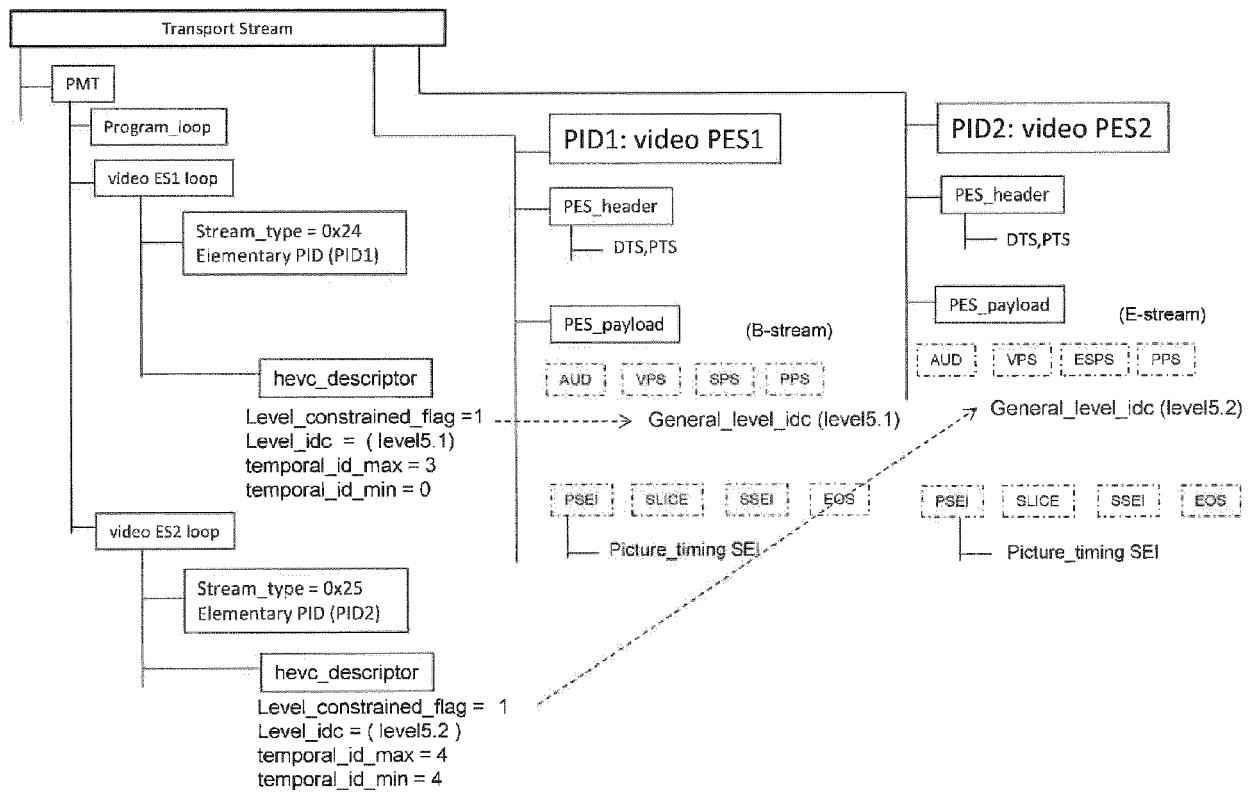 Transport Stream
PMT
Program_loop
video ES1 loop
Stream_type = 0x24
Elementary PID (PID1)
hevc_descriptor
Level_constrained_flag =1
Level_idc = ( level5.1)
temporal_id_max = 3
temporal_id_min = 0
video ES2 loop
Stream_type = 0x25
Elementary PID (PID2)
hevc_descriptor
Level_constrained_flag = 1
Level_idc = ( level5.2 )
temporal_id_max = 4
temporal_id_min = 4
PID1: video PES1
PES_header
DTS,PTS
PES_payload
(B-stream)
AUD VPS SPS PPS
General_level_idc (level5.1)
PSEI SLICE SSEI EOS
Picture_timing SEI
PID2: video PES2
PES_header
DTS,PTS
PES_payload
(E-stream)
AUD VPS ESPS PPS
General_level_idc (level5.2)
PSEI SLICE SSEI EOS
Picture_timing SEI